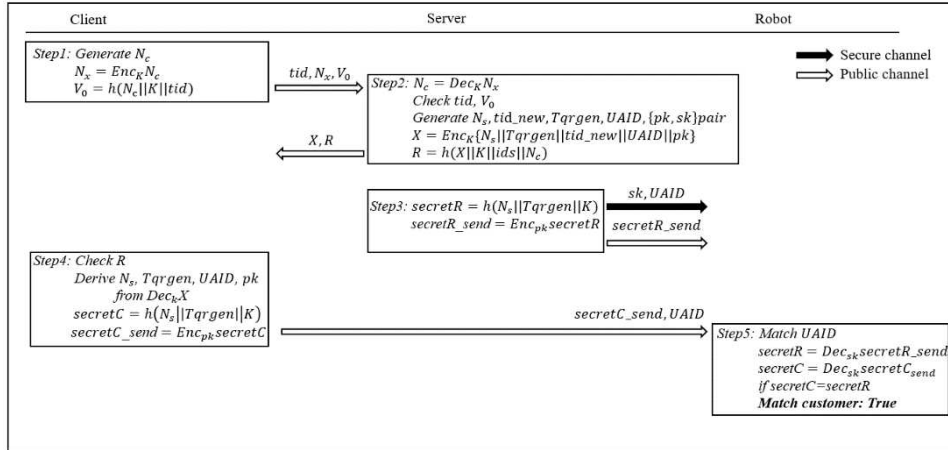 Client Server Robot
Secure channel
Public channel
Step1: Generate N_c
N_x = Enc_K N_c
V_0 = h(N_c||K||tid)
tid, N_x, V_0
Step2: N_c = Dec_K N_x
Check tid, V_0
Generate N_s, tid_new, Tqrgen, UAID, {pk, sk}pair
X = Enc_K{N_s||Tqrgen||tid_new||UAID||pk}
R = h(X||K||ids||N_c)
X, R
Step3: secretR = h(N_s||Tqrgen||K)
secretR_send = Enc_pk secretR
sk, UAID
secretR_send
Step4: Check R
Derive N_s, Tqrgen, UAID, pk
from Dec_k X
secretC = h(N_s||Tqrgen||K)
secretC_send = Enc_pk secretC
secretC_send, UAID
Step5: Match UAID
secretR = Dec_sk secretR_send
secretC = Dec_sk secretC_send
if secretC=secretR
Match customer: True